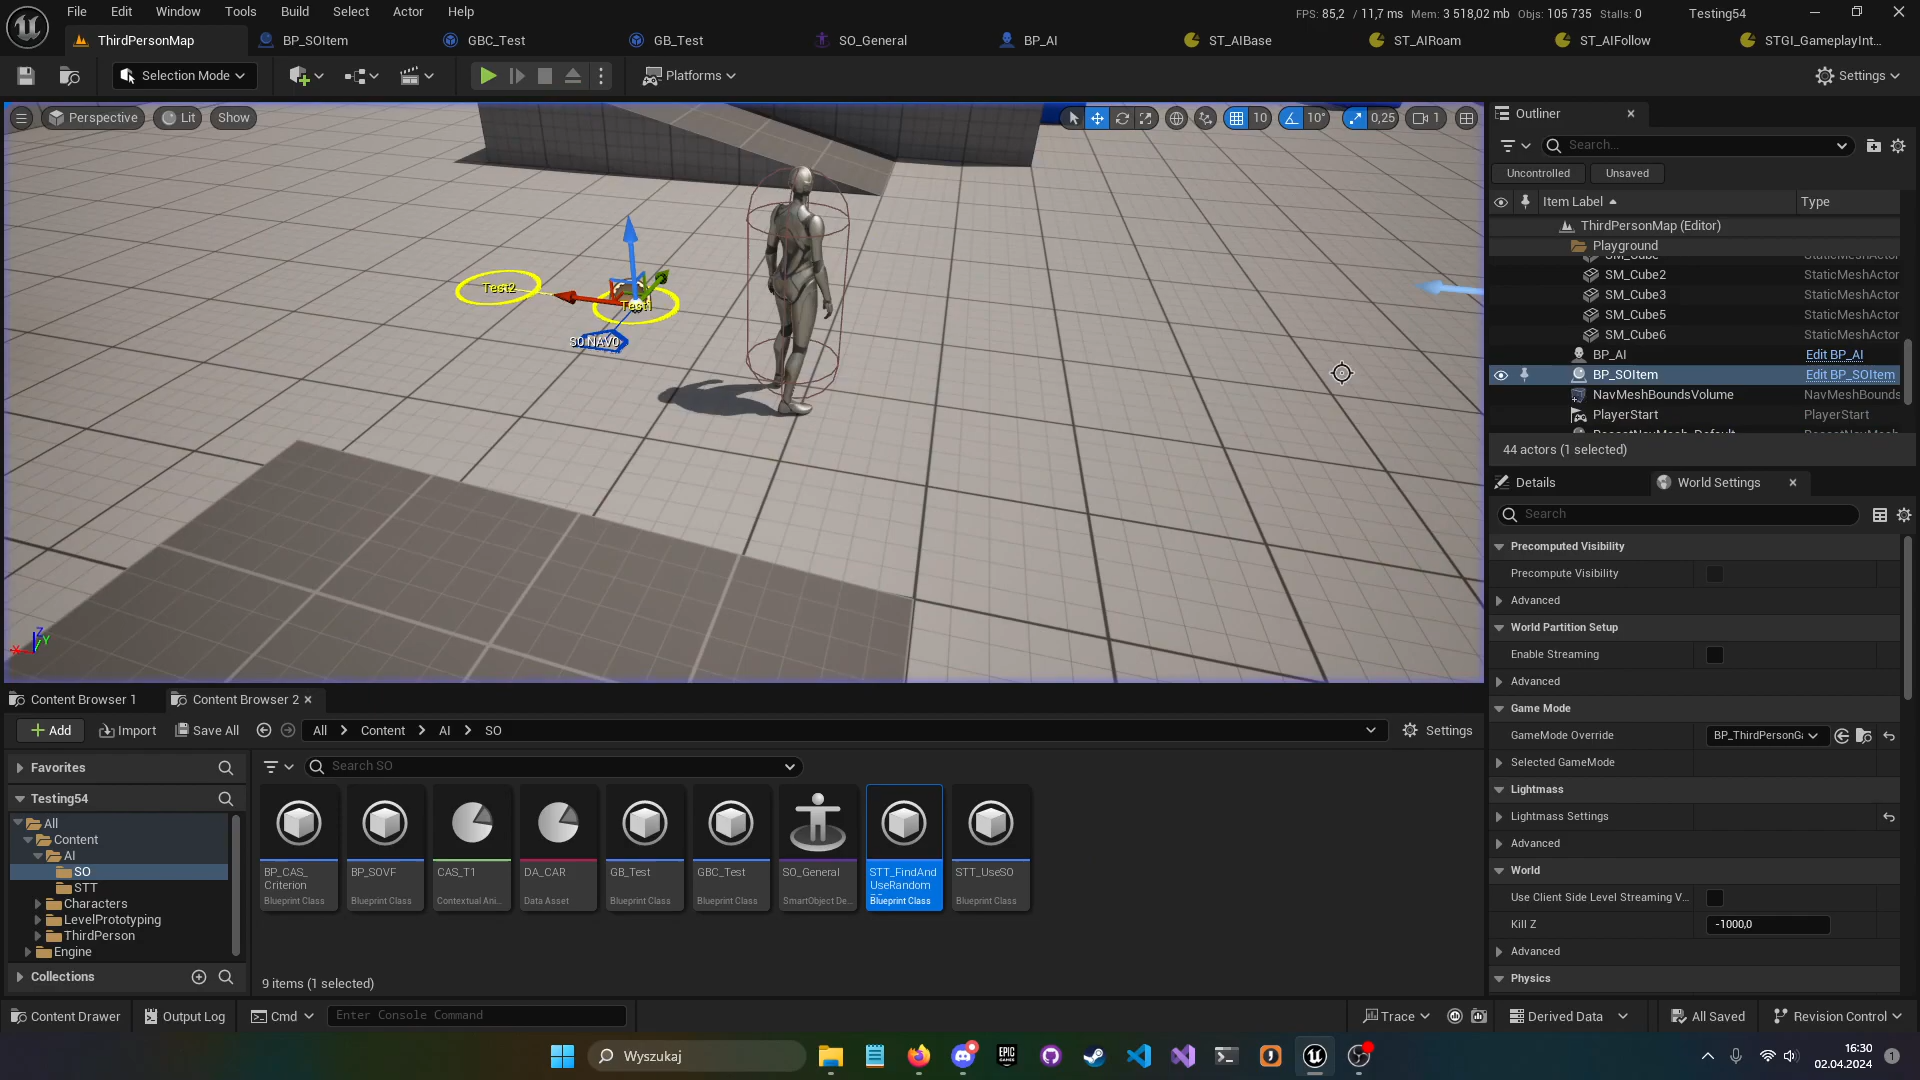 File Edit Window Tools Build Select Actor Help
FPS: 85,2 / 11,7 ms Mem: 3 518,02 mb Objs: 105 735 Stalls: 0 Testing54
ThirdPersonMap BP_SOItem GBC_Test GB_Test SO_General BP_AI ST_AIBase ST_AIRoam ST_AIFollow STGI_GameplayInt...
Selection Mode Platforms Settings
Perspective Lit Show 10 10° 0,25 1
Test2
Test1
SO:NAV0
Z
Y
X
Outliner
Search...
Uncontrolled Unsaved
Item Label Type
ThirdPersonMap (Editor)
Playground
SM_Cube StaticMeshActor
SM_Cube2 StaticMeshActor
SM_Cube3 StaticMeshActor
SM_Cube5 StaticMeshActor
SM_Cube6 StaticMeshActor
BP_AI Edit BP_AI
BP_SOItem Edit BP_SOItem
NavMeshBoundsVolume NavMeshBounds
PlayerStart PlayerStart
44 actors (1 selected)
Details World Settings
Search
Precomputed Visibility
Precompute Visibility
Advanced
World Partition Setup
Enable Streaming
Advanced
Game Mode
GameMode Override BP_ThirdPersonGa
Selected GameMode
Lightmass
Lightmass Settings
Advanced
World
Use Client Side Level Streaming V...
Kill Z -1000,0
Advanced
Physics
Content Browser 1 Content Browser 2
Add Import Save All All Content AI SO Settings
Favorites
Search SO
Testing54
All
Content
AI
SO
STT
Characters
LevelPrototyping
ThirdPerson
Engine
Collections
BP_CAS_
Criterion
Blueprint Class
BP_SOVF
Blueprint Class
CAS_T1
Contextual Ani...
DA_CAR
Data Asset
GB_Test
Blueprint Class
GBC_Test
Blueprint Class
SO_General
SmartObject De...
STT_FindAnd
UseRandom
Blueprint Class
STT_UseSO
Blueprint Class
9 items (1 selected)
Content Drawer Output Log Cmd Enter Console Command Trace Derived Data All Saved Revision Control
Wyszukaj
EPIC
GAMES
16:30
02.04.2024
1